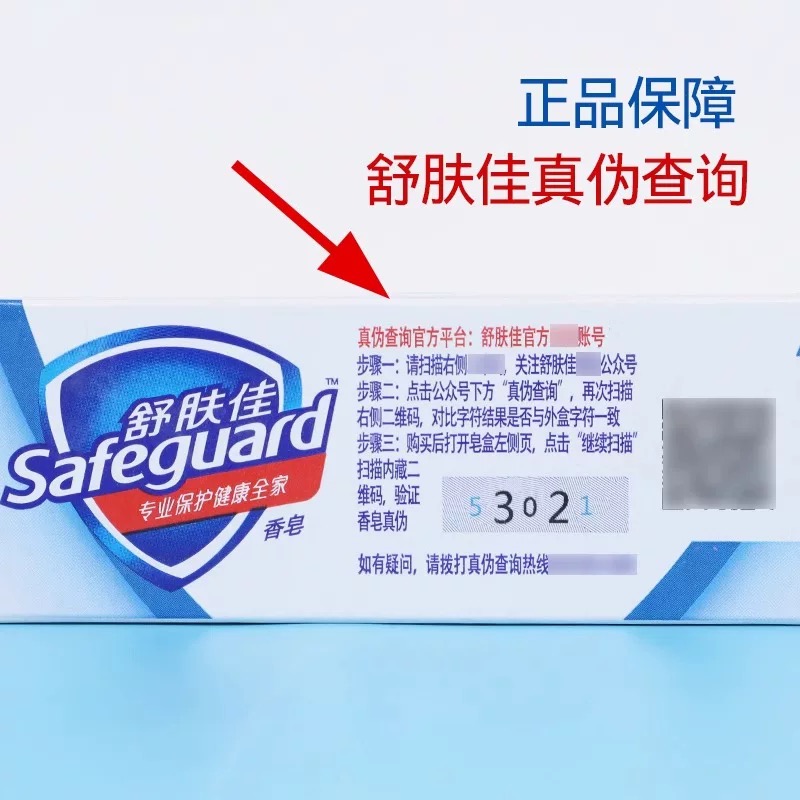 正品保障
舒肤佳真伪查询
舒肤佳
Safeguard™
专业保护健康全家
香皂
真伪查询官方平台：舒肤佳官方 账号
步骤一：请扫描右侧 ，关注舒肤佳 公众号
步骤二：点击公众号下方“真伪查询”，再次扫描
右侧二维码，对比字符结果是否与外盒字符一致
步骤三：购买后打开皂盒左侧页，点击“继续扫描”
扫描内藏二
维码，验证
香皂真伪
53021
如有疑问，请拨打真伪查询热线